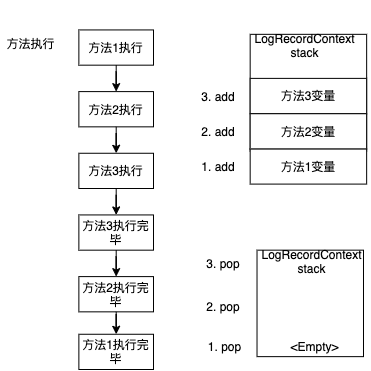 方法执行
方法1执行
方法2执行
方法3执行
方法3执行完
毕
方法2执行完
毕
方法1执行完
毕
LogRecordContext
stack
3. add
方法3变量
2. add
方法2变量
1. add
方法1变量
LogRecordContext
stack
3. pop
2. pop
1. pop
<Empty>